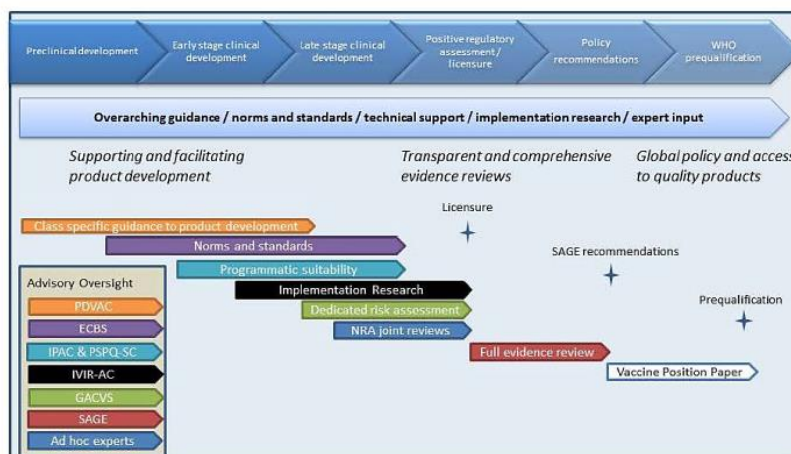 Preclinical development
Early stage clinical
development
Late stage clinical
development
Positive regulatory
assessment /
licensure
Policy
recommendations
WHO
prequalification
Overarching guidance / norms and standards / technical support / implementation research / expert input
Supporting and facilitating
product development
Transparent and comprehensive
evidence reviews
Global policy and access
to quality products
Licensure
Class specific guidance to product development
Norms and standards
SAGE recommendations
Programmatic suitability
Advisory Oversight
Implementation Research
PDVAC
Dedicated risk assessment
Prequalification
ECBS
NRA joint reviews
IPAC & PSPQ-SC
Full evidence review
IVIR-AC
Vaccine Position Paper
GACVS
SAGE
Ad hoc experts